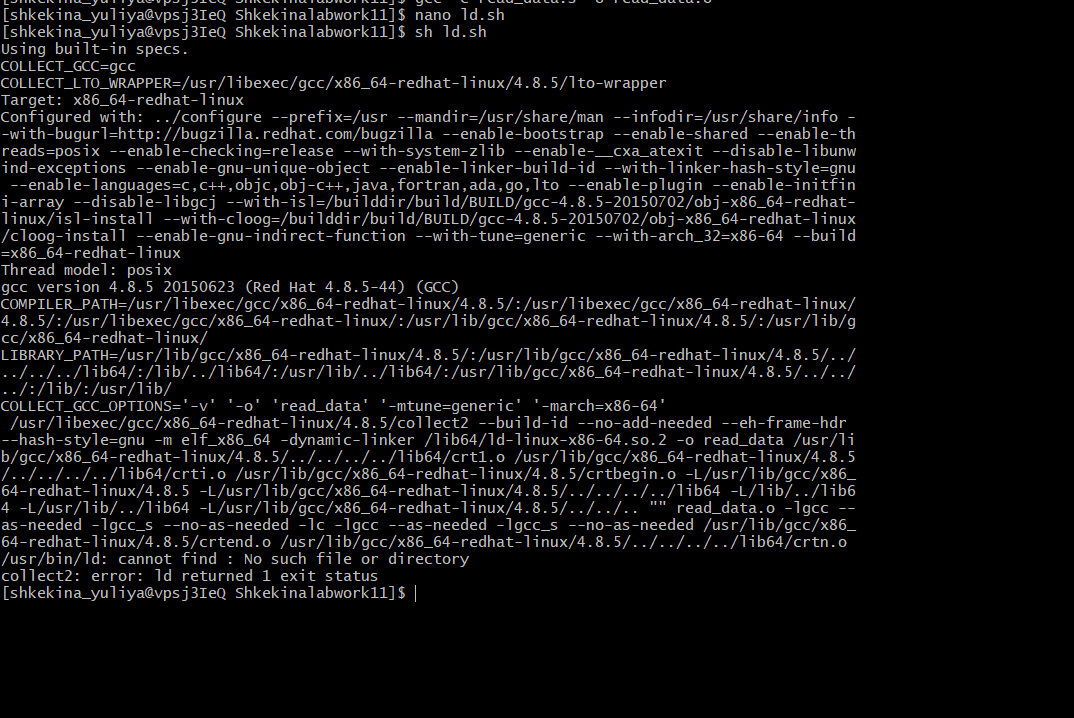 [shkekina_yuliya@vpsj3IeQ Shkekinalabwork11]$ gcc -c read_data.s -o read_data.o
[shkekina_yuliya@vpsj3IeQ Shkekinalabwork11]$ nano ld.sh
[shkekina_yuliya@vpsj3IeQ Shkekinalabwork11]$ sh ld.sh
Using built-in specs.
COLLECT_GCC=gcc
COLLECT_LTO_WRAPPER=/usr/libexec/gcc/x86_64-redhat-linux/4.8.5/lto-wrapper
Target: x86_64-redhat-linux
Configured with: ../configure --prefix=/usr --mandir=/usr/share/man --infodir=/usr/share/info -
-with-bugurl=http://bugzilla.redhat.com/bugzilla --enable-bootstrap --enable-shared --enable-th
reads=posix --enable-checking=release --with-system-zlib --enable-__cxa_atexit --disable-libunw
ind-exceptions --enable-gnu-unique-object --enable-linker-build-id --with-linker-hash-style=gnu
 --enable-languages=c,c++,objc,obj-c++,java,fortran,ada,go,lto --enable-plugin --enable-initfin
i-array --disable-libgcj --with-isl=/builddir/build/BUILD/gcc-4.8.5-20150702/obj-x86_64-redhat-
linux/isl-install --with-cloog=/builddir/build/BUILD/gcc-4.8.5-20150702/obj-x86_64-redhat-linux
/cloog-install --enable-gnu-indirect-function --with-tune=generic --with-arch_32=x86-64 --build
=x86_64-redhat-linux
Thread model: posix
gcc version 4.8.5 20150623 (Red Hat 4.8.5-44) (GCC)
COMPILER_PATH=/usr/libexec/gcc/x86_64-redhat-linux/4.8.5/:/usr/libexec/gcc/x86_64-redhat-linux/
4.8.5/:/usr/libexec/gcc/x86_64-redhat-linux/:/usr/lib/gcc/x86_64-redhat-linux/4.8.5/:/usr/lib/g
cc/x86_64-redhat-linux/
LIBRARY_PATH=/usr/lib/gcc/x86_64-redhat-linux/4.8.5/:/usr/lib/gcc/x86_64-redhat-linux/4.8.5/../
../../../lib64/:/lib/../lib64/:/usr/lib/../lib64/:/usr/lib/gcc/x86_64-redhat-linux/4.8.5/../../
../:/lib/:/usr/lib/
COLLECT_GCC_OPTIONS='-v' '-o' 'read_data' '-mtune=generic' '-march=x86-64'
 /usr/libexec/gcc/x86_64-redhat-linux/4.8.5/collect2 --build-id --no-add-needed --eh-frame-hdr
--hash-style=gnu -m elf_x86_64 -dynamic-linker /lib64/ld-linux-x86-64.so.2 -o read_data /usr/li
b/gcc/x86_64-redhat-linux/4.8.5/../../../../lib64/crt1.o /usr/lib/gcc/x86_64-redhat-linux/4.8.5
/../../../../lib64/crti.o /usr/lib/gcc/x86_64-redhat-linux/4.8.5/crtbegin.o -L/usr/lib/gcc/x86_
64-redhat-linux/4.8.5 -L/usr/lib/gcc/x86_64-redhat-linux/4.8.5/../../../../lib64 -L/lib/../lib6
4 -L/usr/lib/../lib64 -L/usr/lib/gcc/x86_64-redhat-linux/4.8.5/../../.. "" read_data.o -lgcc --
as-needed -lgcc_s --no-as-needed -lc -lgcc --as-needed -lgcc_s --no-as-needed /usr/lib/gcc/x86_
64-redhat-linux/4.8.5/crtend.o /usr/lib/gcc/x86_64-redhat-linux/4.8.5/../../../../lib64/crtn.o
/usr/bin/ld: cannot find : No such file or directory
collect2: error: ld returned 1 exit status
[shkekina_yuliya@vpsj3IeQ Shkekinalabwork11]$